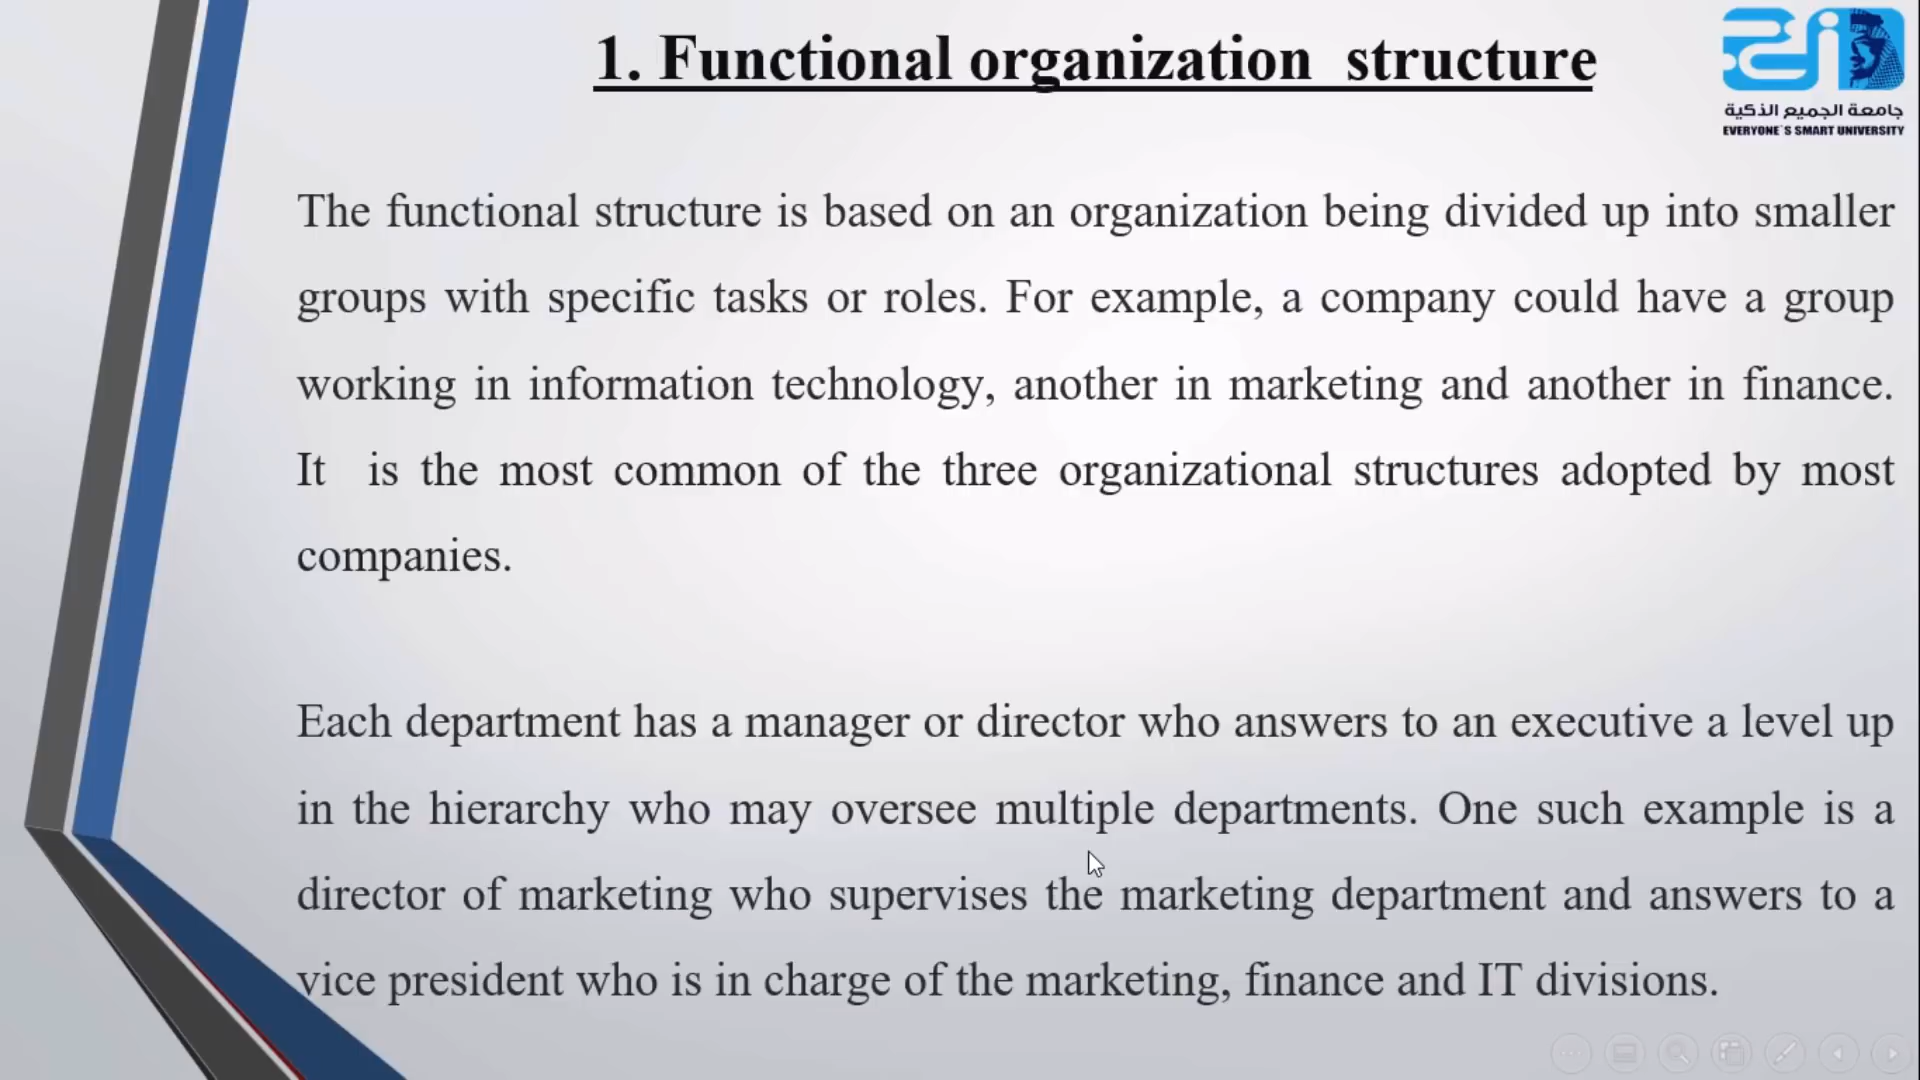 1. Functional organization structure
جامعة الجميع الذكية
EVERYONE`S SMART UNIVERSITY
The functional structure is based on an organization being divided up into smaller
groups with specific tasks or roles. For example, a company could have a group
working in information technology, another in marketing and another in finance.
It is the most common of the three organizational structures adopted by most
companies.
Each department has a manager or director who answers to an executive a level up
in the hierarchy who may oversee multiple departments. One such example is a
director of marketing who supervises the marketing department and answers to a
vice president who is in charge of the marketing, finance and IT divisions.